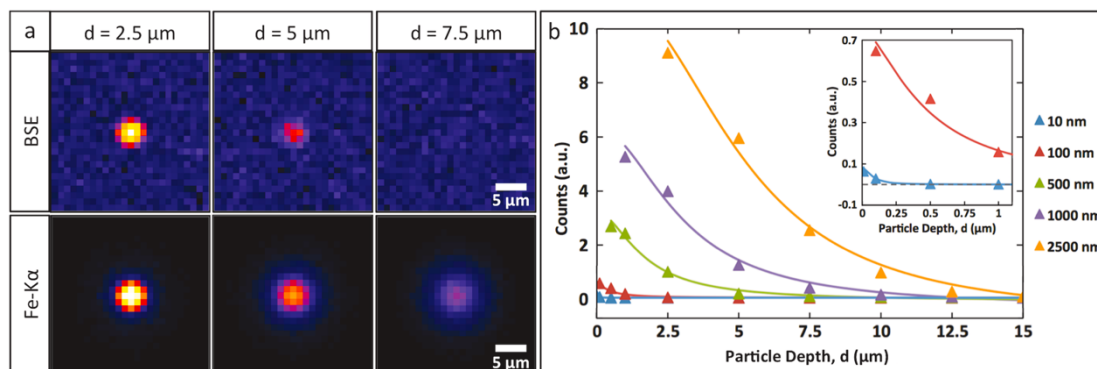 a
d = 2.5 µm
d = 5 µm
d = 7.5 µm
BSE
5 µm
Fe-Kα
5 µm
b
Counts (a.u.)
10
8
6
4
2
0
0
2.5
5
7.5
10
12.5
15
Particle Depth, d (µm)
Counts (a.u.)
0.7
0.5
0.3
0.1
-0.1
0
0.25
0.5
0.75
1
Particle Depth, d (µm)
10 nm
100 nm
500 nm
1000 nm
2500 nm